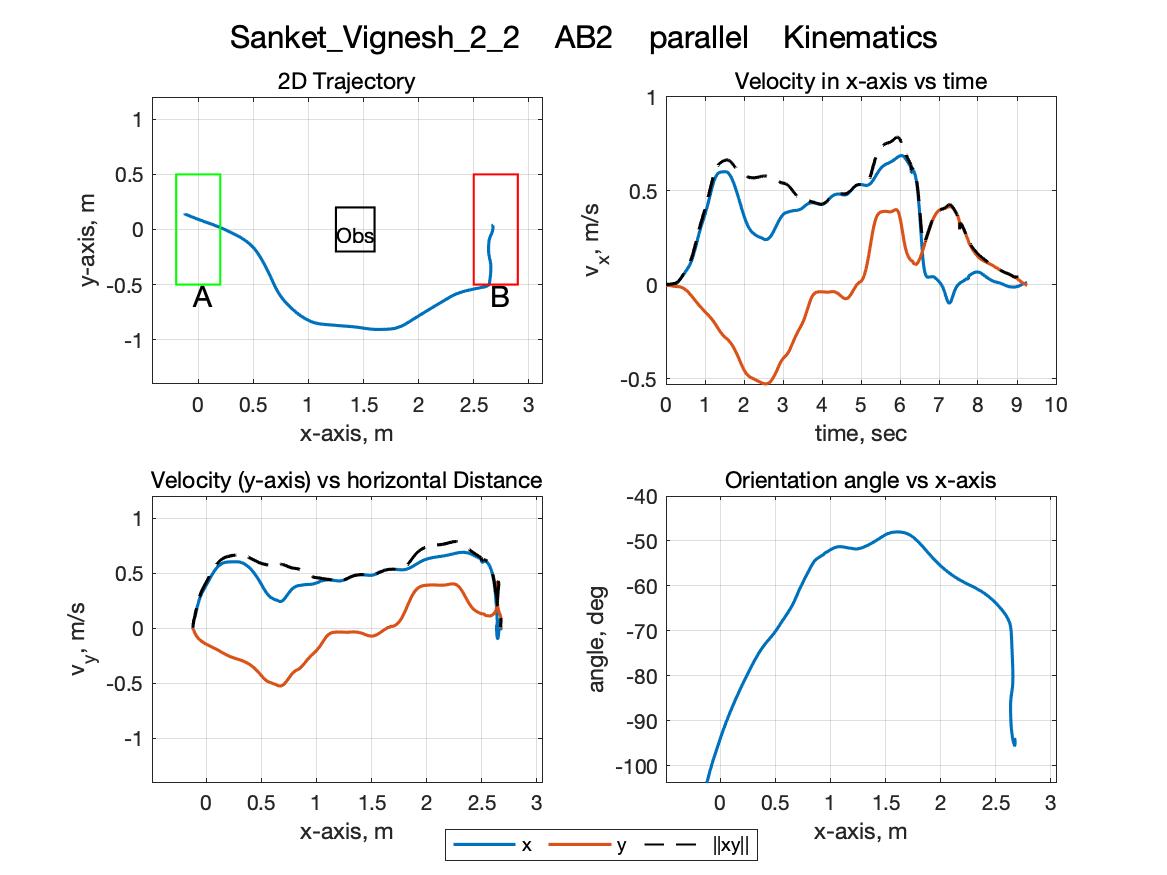 Sanket_Vignesh_2_2 AB2 parallel Kinematics
2D Trajectory
1
0.5
0
-0.5
-1
y-axis, m
A
Obs
B
0 0.5 1 1.5 2 2.5 3
x-axis, m
Velocity in x-axis vs time
1
0.5
0
-0.5
v_x, m/s
0 1 2 3 4 5 6 7 8 9 10
time, sec
Velocity (y-axis) vs horizontal Distance
1
0.5
0
-0.5
-1
v_y, m/s
0 0.5 1 1.5 2 2.5 3
x-axis, m
Orientation angle vs x-axis
-40
-50
-60
-70
-80
-90
-100
angle, deg
0 0.5 1 1.5 2 2.5 3
x-axis, m
x y ||xy||